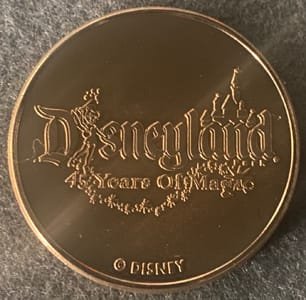 Disneyland
45 Years Of Magic
© DISNEY